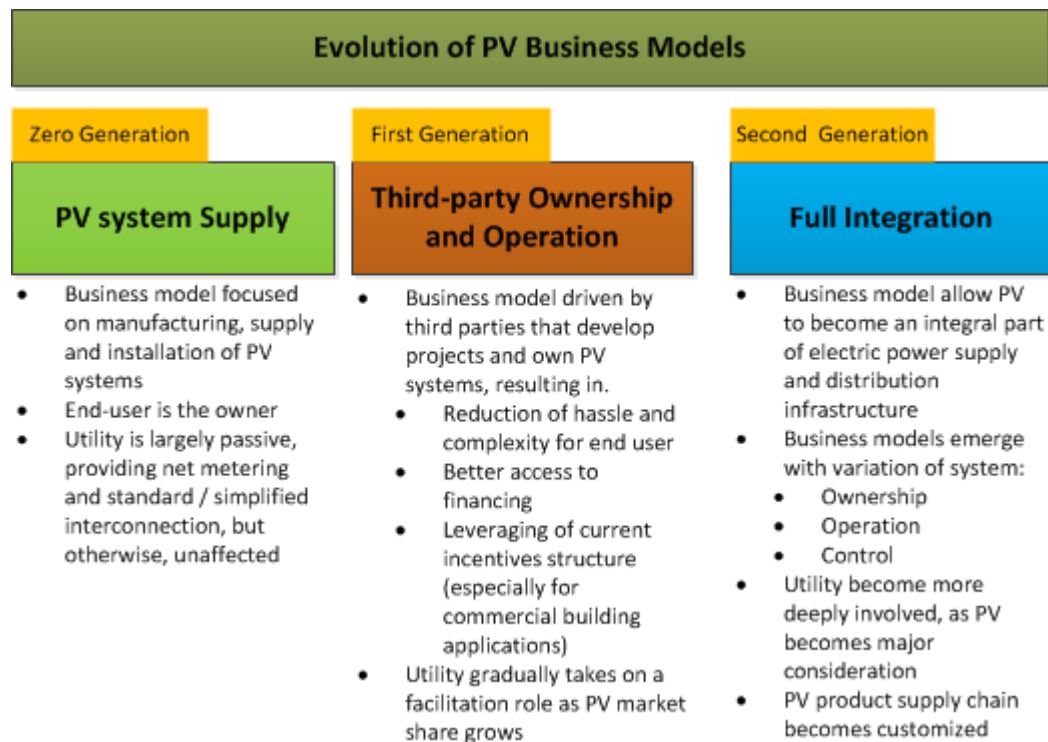 Evolution of PV Business Models
Zero Generation
PV system Supply
• Business model focused
on manufacturing, supply
and installation of PV
systems
• End-user is the owner
• Utility is largely passive,
providing net metering
and standard / simplified
interconnection, but
otherwise, unaffected
First Generation
Third-party Ownership
and Operation
• Business model driven by
third parties that develop
projects and own PV
systems, resulting in.
• Reduction of hassle and
complexity for end user
• Better access to
financing
• Leveraging of current
incentives structure
(especially for
commercial building
applications)
• Utility gradually takes on a
facilitation role as PV market
share grows
Second Generation
Full Integration
• Business model allow PV
to become an integral part
of electric power supply
and distribution
infrastructure
• Business models emerge
with variation of system:
• Ownership
• Operation
• Control
• Utility become more
deeply involved, as PV
becomes major
consideration
• PV product supply chain
becomes customized